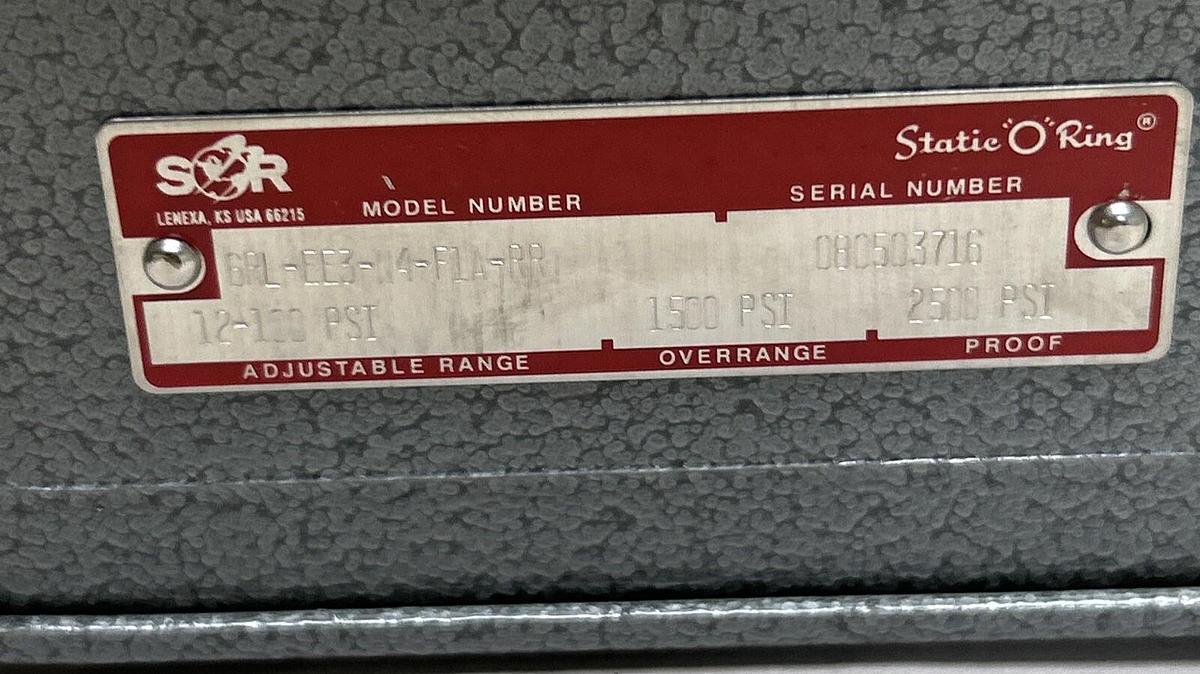 SOR
Static "O" Ring®
LENEXA, KS USA 66215
MODEL NUMBER
SERIAL NUMBER
080503716
1500 PSI
2500 PSI
ADJUSTABLE RANGE
OVERRANGE
PROOF